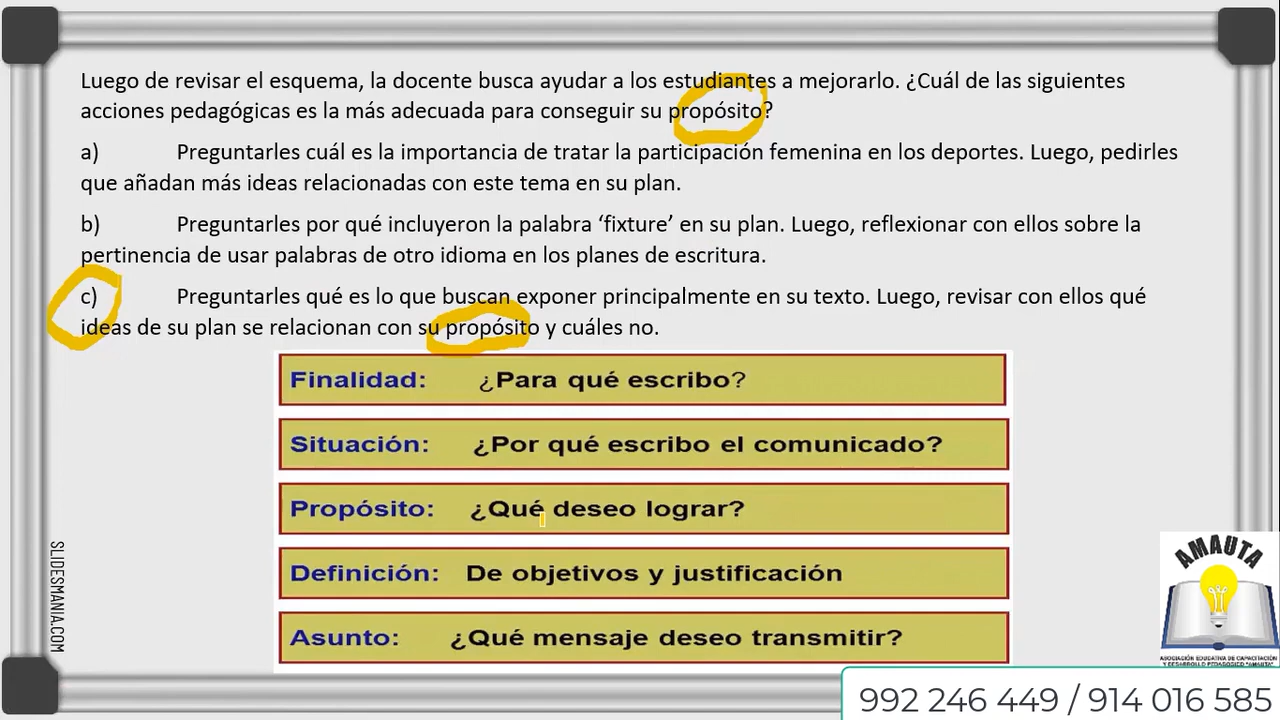 Luego de revisar el esquema, la docente busca ayudar a los estudiantes a mejorarlo. ¿Cuál de las siguientes
acciones pedagógicas es la más adecuada para conseguir su propósito?
a) Preguntarles cuál es la importancia de tratar la participación femenina en los deportes. Luego, pedirles
que añadan más ideas relacionadas con este tema en su plan.
b) Preguntarles por qué incluyeron la palabra ‘fixture’ en su plan. Luego, reflexionar con ellos sobre la
pertinencia de usar palabras de otro idioma en los planes de escritura.
c) Preguntarles qué es lo que buscan exponer principalmente en su texto. Luego, revisar con ellos qué
ideas de su plan se relacionan con su propósito y cuáles no.
Finalidad: ¿Para qué escribo?
Situación: ¿Por qué escribo el comunicado?
Propósito: ¿Qué deseo lograr?
Definición: De objetivos y justificación
Asunto: ¿Qué mensaje deseo transmitir?
SLIDESMANIA.COM
AMAUTA
ASOCIACIÓN EDUCATIVA DE CAPACITACIÓN
Y DESARROLLO PEDAGOGICO "AMAUTA"
992 246 449 / 914 016 585